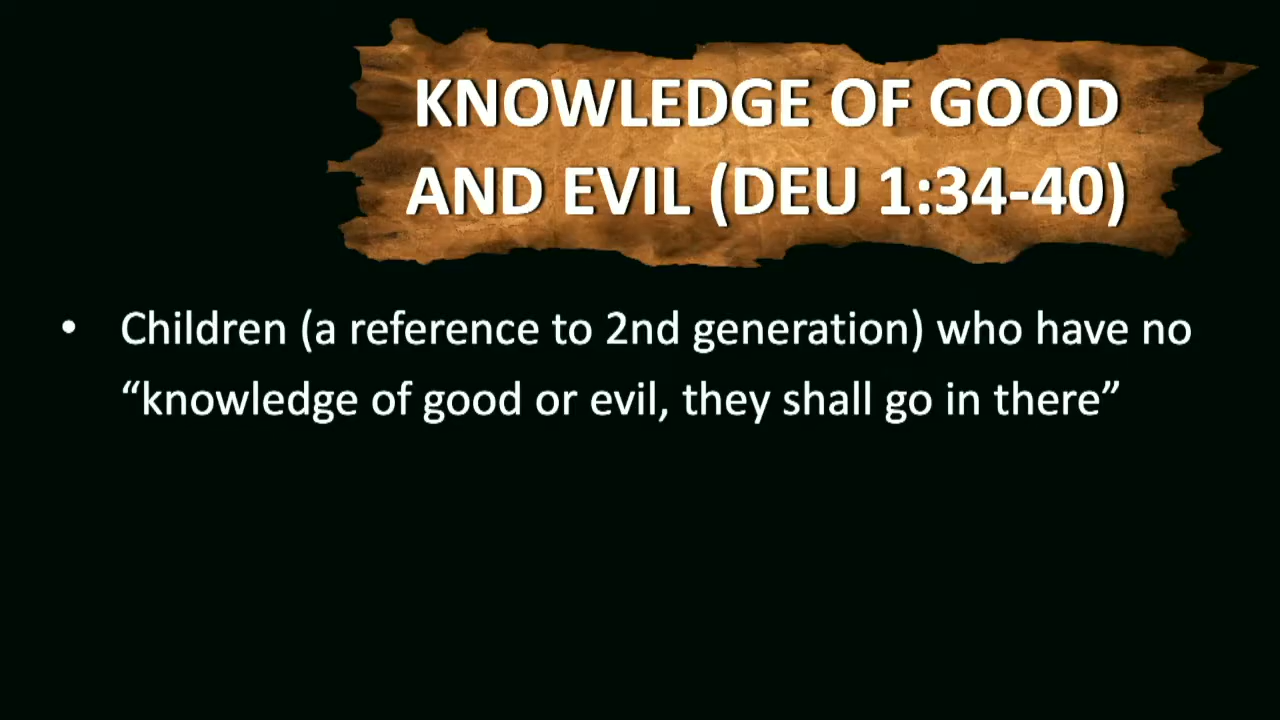 KNOWLEDGE OF GOOD
AND EVIL (DEU 1:34-40)
• Children (a reference to 2nd generation) who have no
“knowledge of good or evil, they shall go in there”